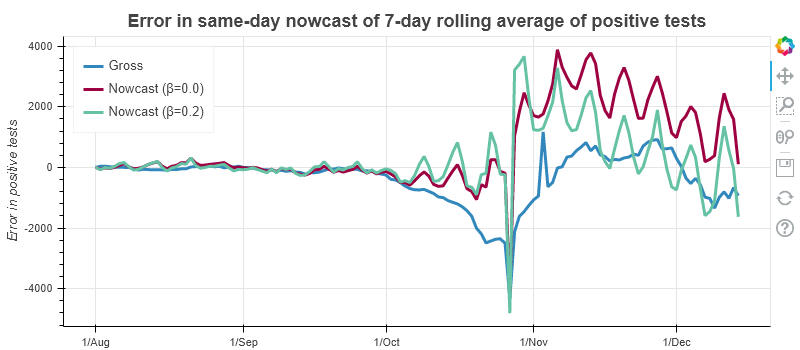 Error in same-day nowcast of 7-day rolling average of positive tests
Gross
Nowcast (β=0.0)
Nowcast (β=0.2)
Error in positive tests
4000
2000
0
-2000
-4000
1/Aug
1/Sep
1/Oct
1/Nov
1/Dec